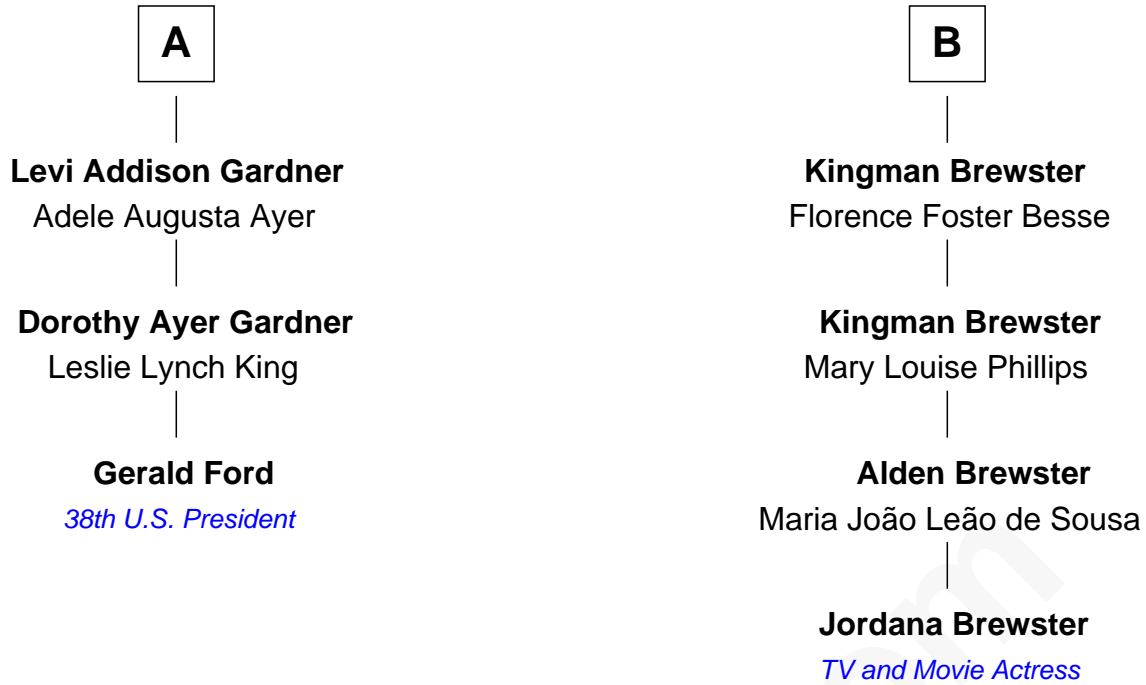 A
Levi Addison Gardner
Adele Augusta Ayer
Dorothy Ayer Gardner
Leslie Lynch King
Gerald Ford
38th U.S. President
B
Kingman Brewster
Florence Foster Besse
Kingman Brewster
Mary Louise Phillips
Alden Brewster
Maria João Leão de Sousa
Jordana Brewster
TV and Movie Actress